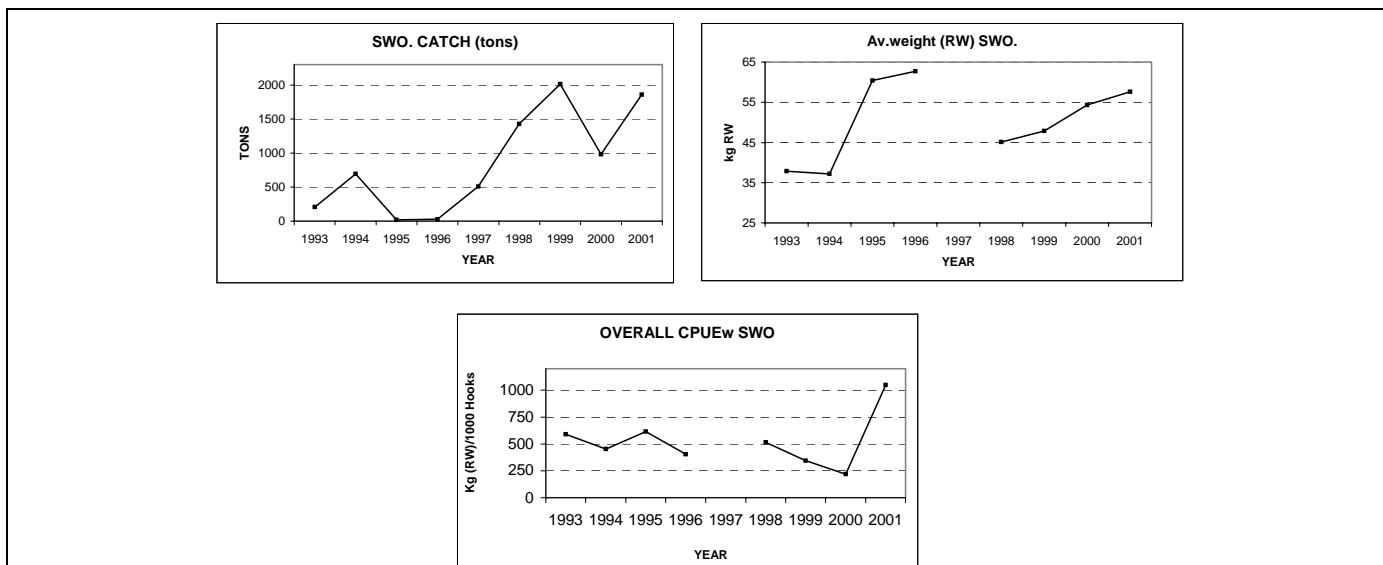 SWO. CATCH (tons)
2000
1500
1000
500
0
TONS
1993 1994 1995 1996 1997 1998 1999 2000 2001
YEAR
Av.weight (RW) SWO.
65
55
45
35
25
kg RW
1993 1994 1995 1996 1997 1998 1999 2000 2001
YEAR
OVERALL CPUEw SWO
1000
750
500
250
0
Kg (RW)/1000 Hooks
1993 1994 1995 1996 1997 1998 1999 2000 2001
YEAR